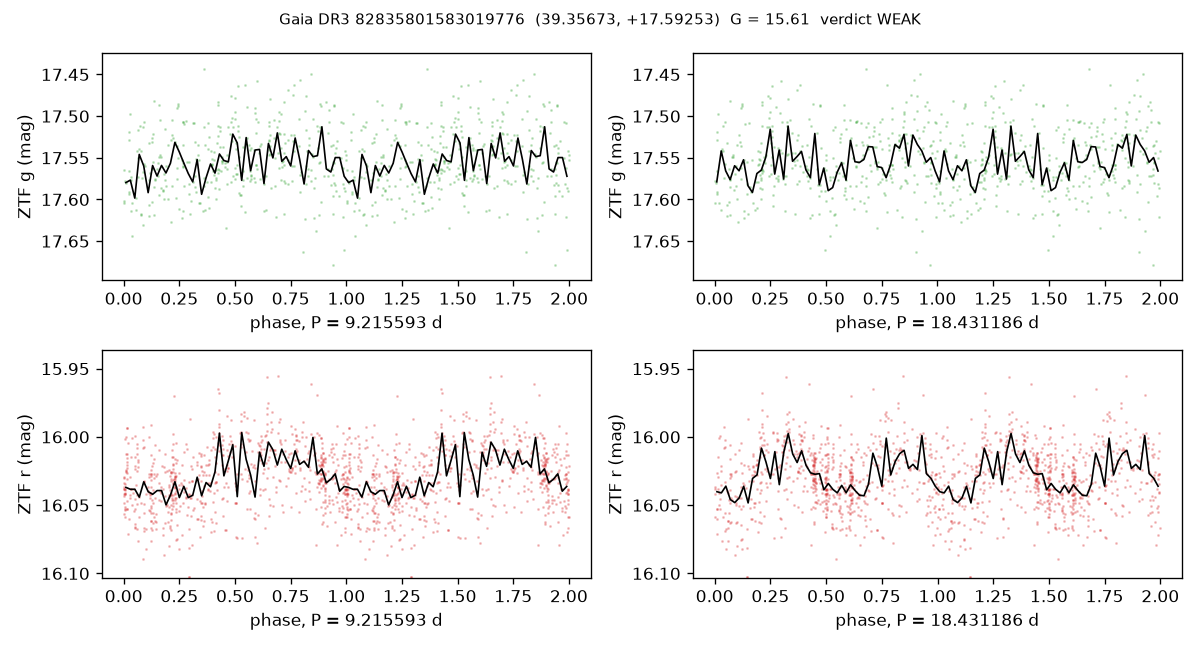 Gaia DR3 82835801583019776 (39.35673, +17.59253) G = 15.61 verdict WEAK
17.45
17.50
17.55
17.60
17.65
ZTF g (mag)
0.00 0.25 0.50 0.75 1.00 1.25 1.50 1.75 2.00
phase, P = 9.215593 d
17.45
17.50
17.55
17.60
17.65
ZTF g (mag)
0.00 0.25 0.50 0.75 1.00 1.25 1.50 1.75 2.00
phase, P = 18.431186 d
15.95
16.00
16.05
16.10
ZTF r (mag)
0.00 0.25 0.50 0.75 1.00 1.25 1.50 1.75 2.00
phase, P = 9.215593 d
15.95
16.00
16.05
16.10
ZTF r (mag)
0.00 0.25 0.50 0.75 1.00 1.25 1.50 1.75 2.00
phase, P = 18.431186 d